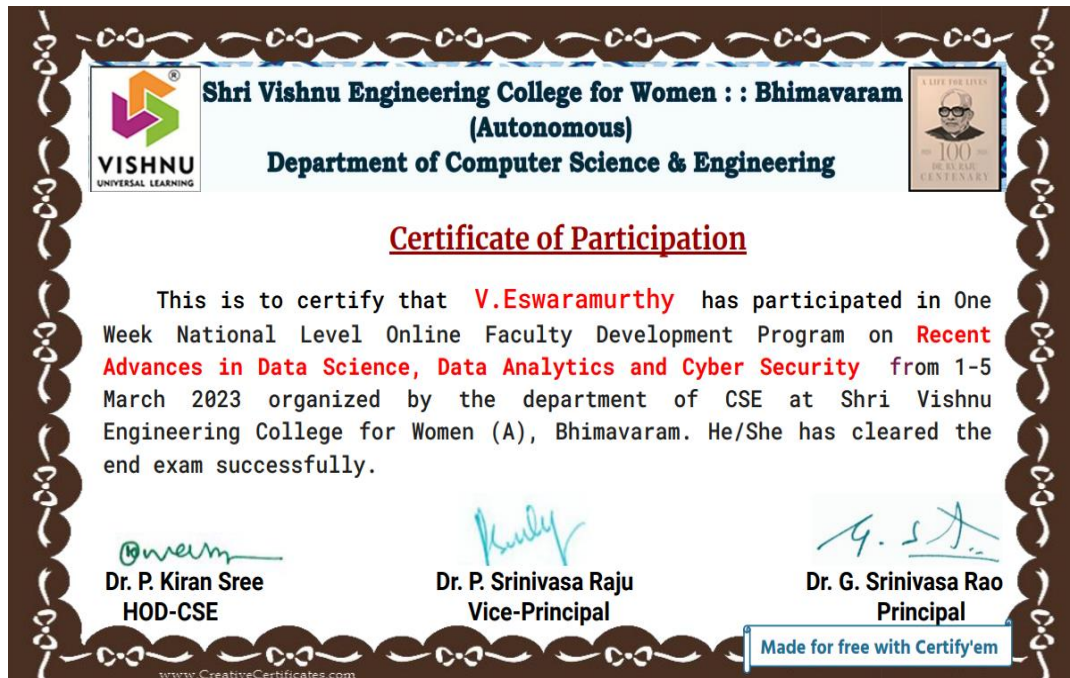 Shri Vishnu Engineering College for Women : : Bhimavaram
(Autonomous)
Department of Computer Science & Engineering
®
VISHNU
UNIVERSAL LEARNING
A LIFE FOR LIVES
100
DR. B.V. RAJU
CENTENARY
Certificate of Participation
This is to certify that V.Eswaramurthy has participated in One
Week National Level Online Faculty Development Program on Recent
Advances in Data Science, Data Analytics and Cyber Security from 1-5
March 2023 organized by the department of CSE at Shri Vishnu
Engineering College for Women (A), Bhimavaram. He/She has cleared the
end exam successfully.
Dr. P. Kiran Sree
HOD-CSE
Dr. P. Srinivasa Raju
Vice-Principal
G. S
Dr. G. Srinivasa Rao
Principal
Made for free with Certify'em
www.CreativeCertificates.com